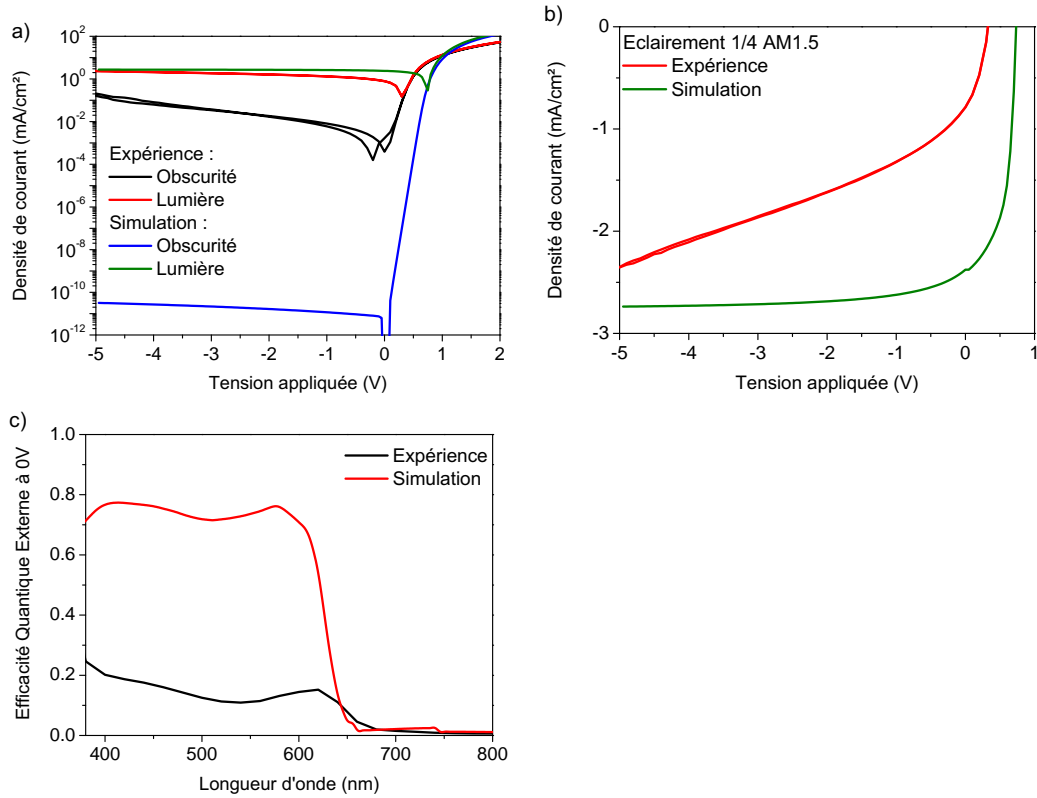 a)
Densité de courant (mA/cm²)
10^2
10^0
10^-2
10^-4
10^-6
10^-8
10^-10
10^-12
Expérience :
Obscurité
Lumière
Simulation :
Obscurité
Lumière
-5 -4 -3 -2 -1 0 1 2
Tension appliquée (V)
b)
Densité de courant (mA/cm²)
0
-1
-2
-3
Eclairement 1/4 AM1.5
Expérience
Simulation
-5 -4 -3 -2 -1 0 1
Tension appliquée (V)
c)
Efficacité Quantique Externe à 0V
1.0
0.8
0.6
0.4
0.2
0.0
Expérience
Simulation
400 500 600 700 800
Longueur d'onde (nm)